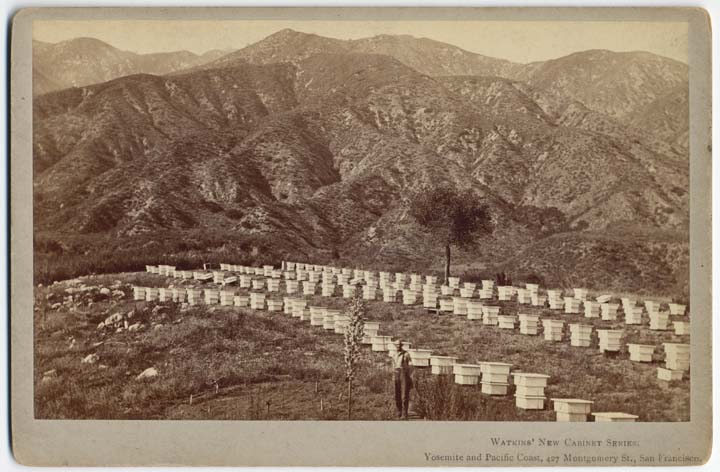 Watkins' New Cabinet Series.
Yosemite and Pacific Coast, 427 Montgomery St., San Francisco.